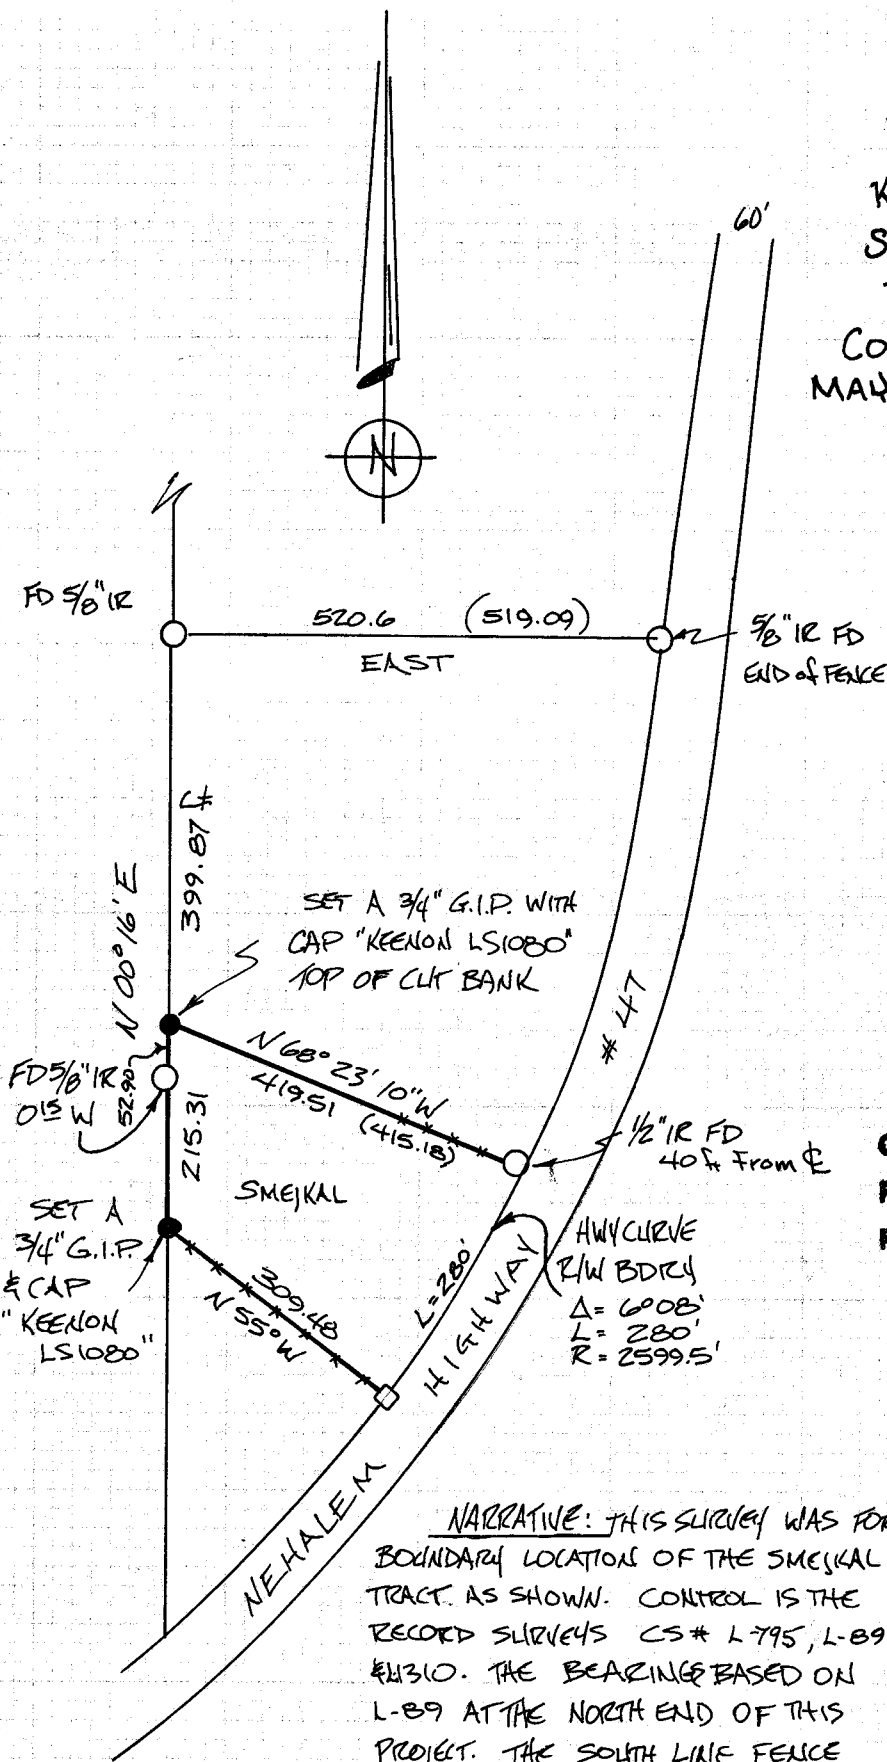 60'
K
S
CO
MAY
N
FD 5/8" IR
520.6 (519.09)
EAST
5/8" IR FD
END of FENCE
399.87 ₵
N 00° 16' E
SET A 3/4" G.I.P. WITH
CAP "KEENON LS1080"
TOP OF CUT BANK
# 47
FD 5/8" IR
0.15 W
52.90
215.31
N 68° 23' 10" W
419.51
(415.18)
1/2" IR FD
40 ft From ℄
SMEJKAL
SET A
3/4" G.I.P.
& CAP
"KEENON
LS1080"
309.48
N 55° W
L=280'
HWY CURVE
R/W BDRY
Δ= 6°08'
L= 280'
R= 2599.5'
NEHALEM HIGHWAY
NARRATIVE: THIS SURVEY WAS FOR
BOUNDARY LOCATION OF THE SMEJKAL
TRACT. AS SHOWN. CONTROL IS THE
RECORD SURVEYS CS# L-795, L-89
&L1310. THE BEARINGS BASED ON
L-89 AT THE NORTH END OF THIS
PROJECT. THE SOUTH LINE FENCE